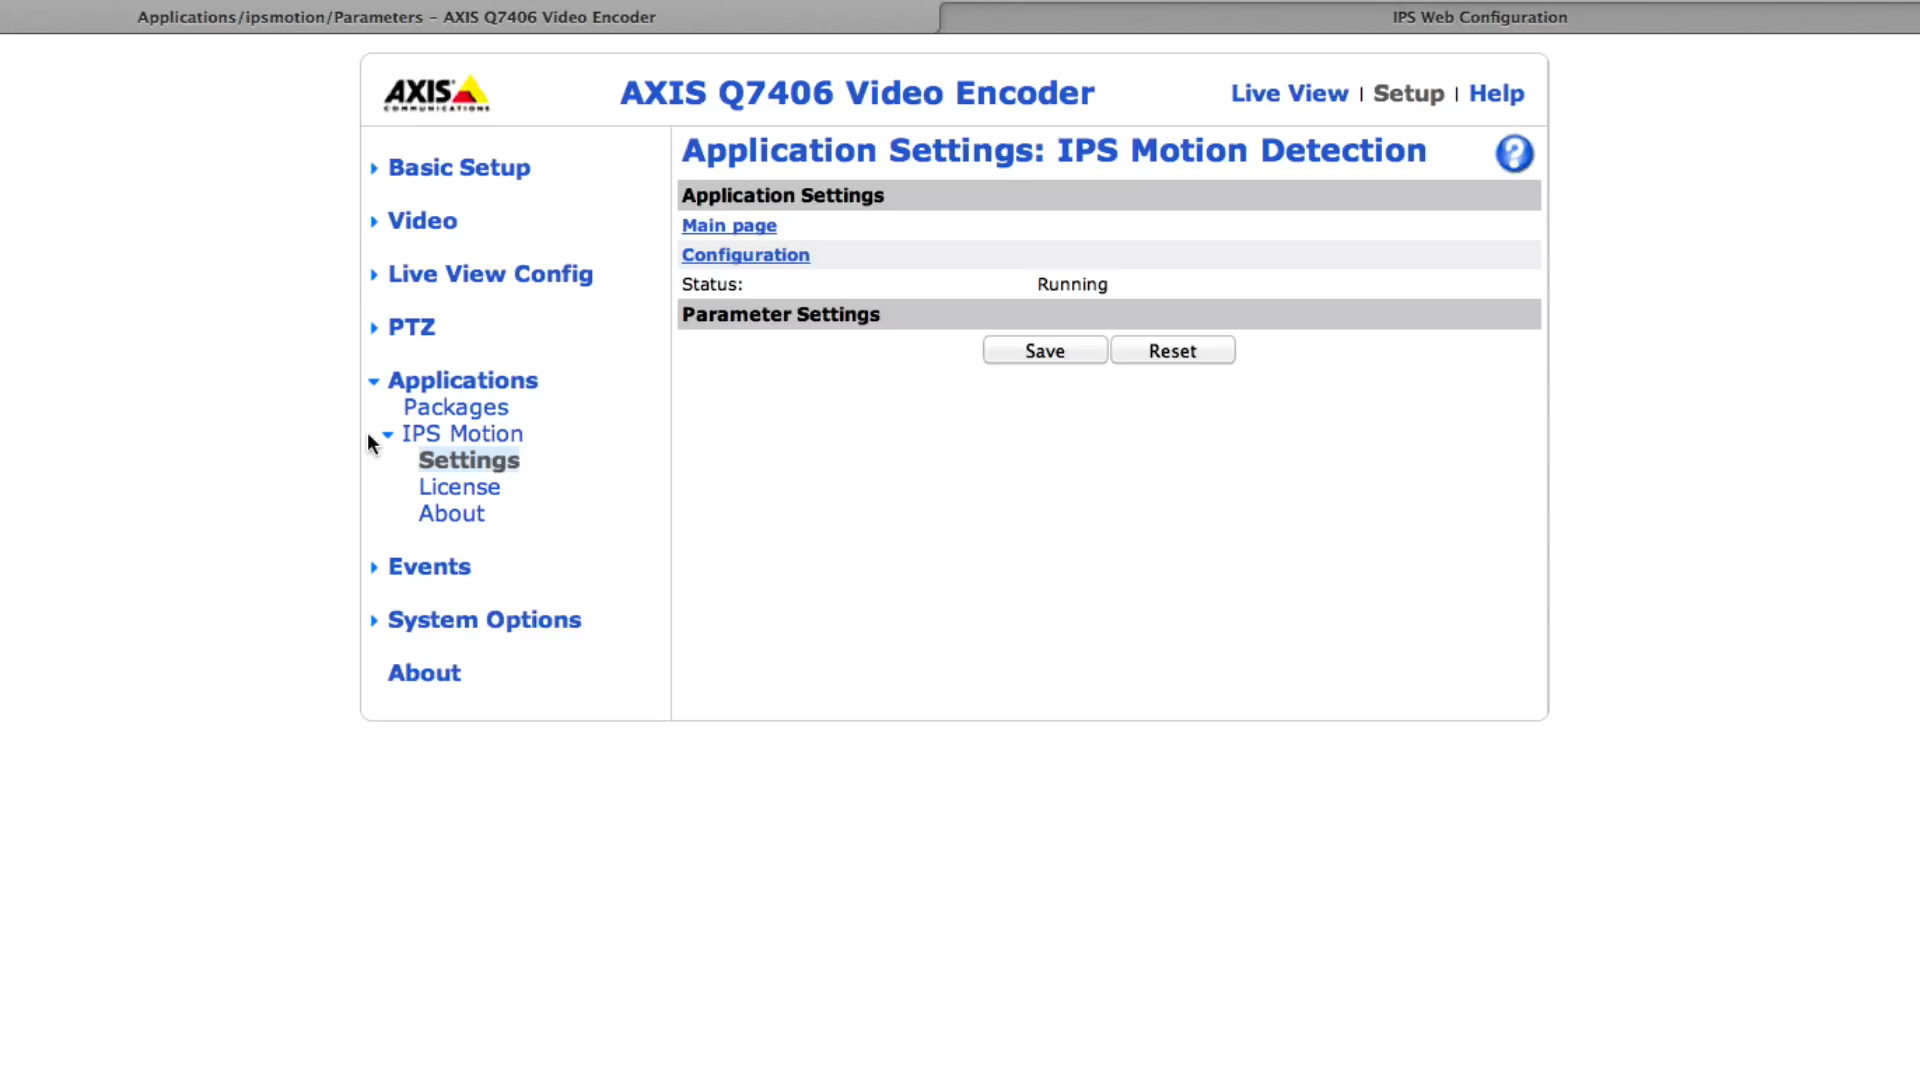 Applications/ipsmotion/Parameters – AXIS Q7406 Video Encoder
IPS Web Configuration
AXIS
COMMUNICATIONS
AXIS Q7406 Video Encoder
Live View | Setup | Help
Basic Setup
Video
Live View Config
PTZ
Applications
Packages
IPS Motion
Settings
License
About
Events
System Options
About
Application Settings: IPS Motion Detection
?
Application Settings
Main page
Configuration
Status: Running
Parameter Settings
Save Reset